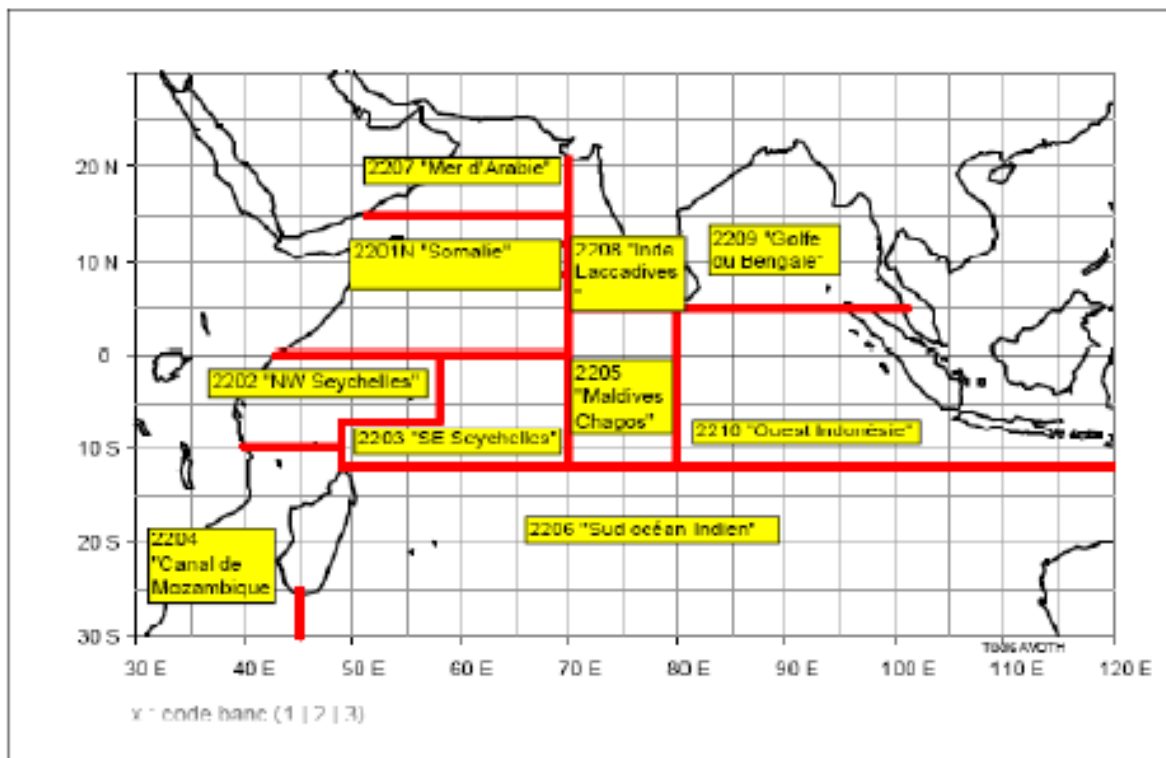 20 N
10 N
0
10 S
20 S
30 S
2207 "Mer d'Arabie"
2201N "Somalie"
2208 "Inde
Laccadives
"
2209 "Golfe
du Bengale"
2202 "NW Seychelles"
2205
"Maldives
Chagos"
2203 "SE Seychelles"
2210 "Ouest Indonésie"
2206 "Sud océan Indien"
2204
"Canal de
Mozambique
30 E
40 E
50 E
60 E
70 E
80 E
90 E
100 E
110 E
120 E
x : code banc (1 | 2 | 3)